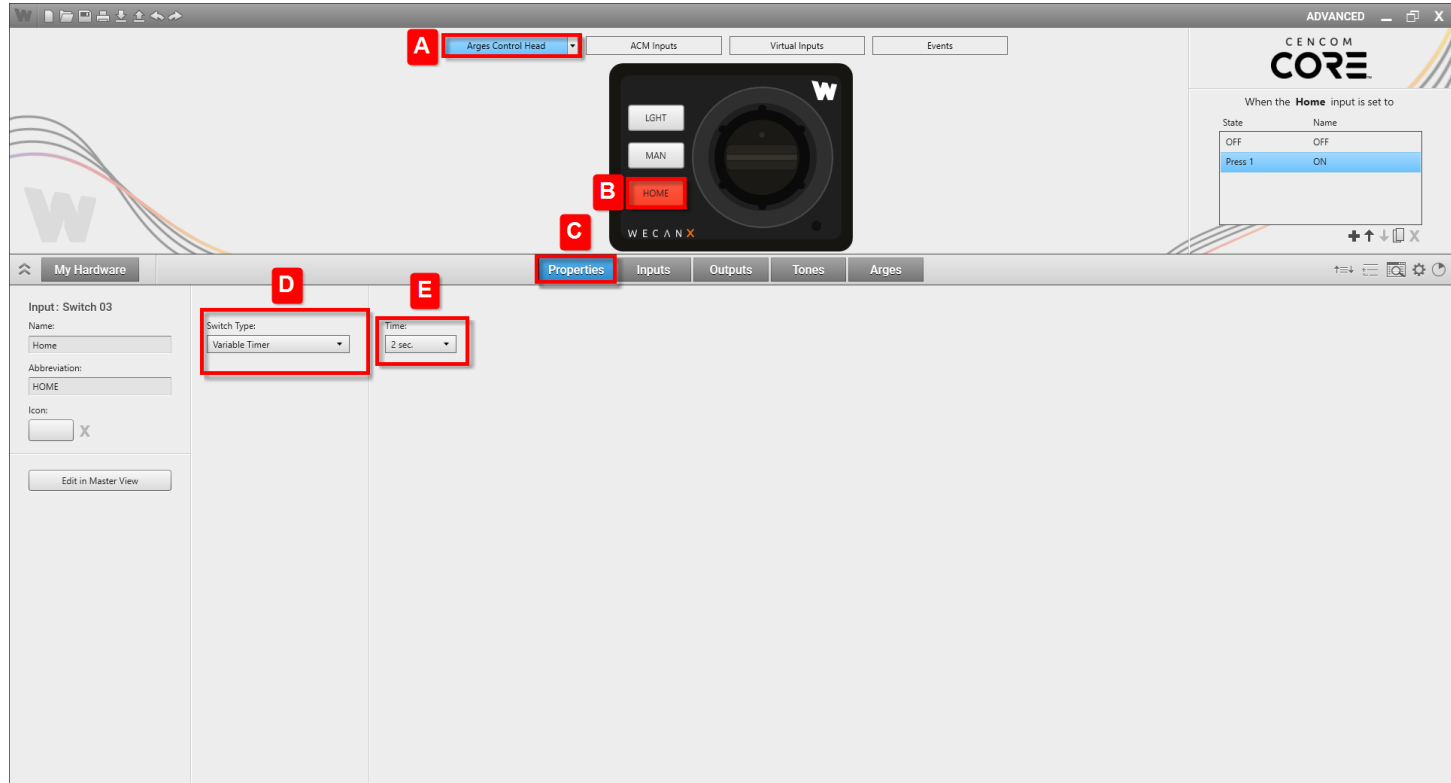 W
ADVANCED
A
Arges Control Head
ACM Inputs
Virtual Inputs
Events
CENCOM
CORE™
When the Home input is set to
State Name
OFF OFF
Press 1 ON
W
LGHT
MAN
B
HOME
WECANX
W
C
My Hardware
Properties
Inputs
Outputs
Tones
Arges
D
E
Input: Switch 03
Name:
Home
Abbreviation:
HOME
Icon:
X
Edit in Master View
Switch Type:
Variable Timer
Time:
2 sec.